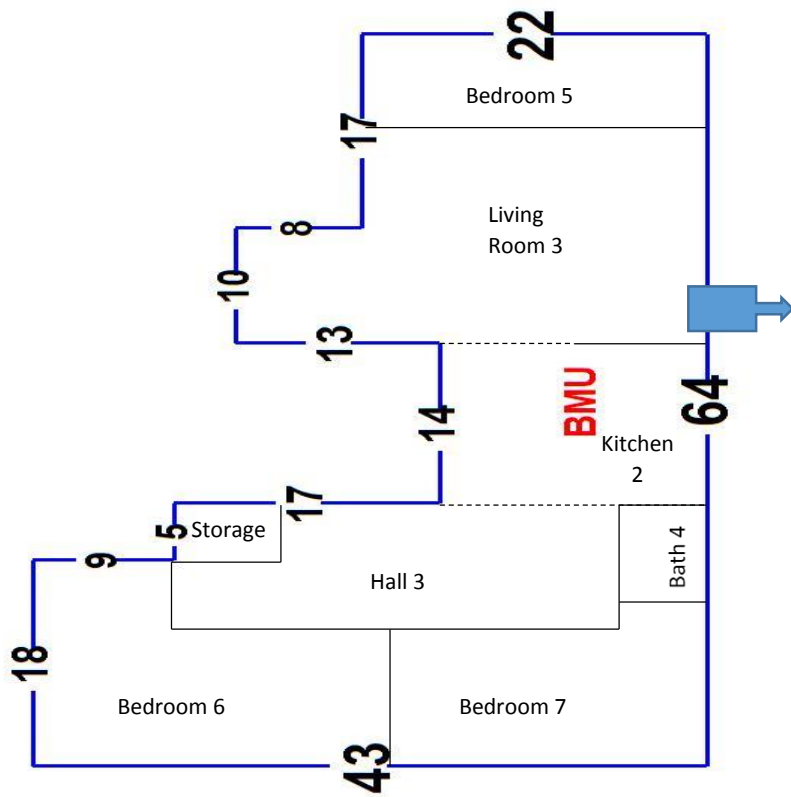 22
Bedroom 5
17
Living
Room 3
8
10
13
BMU
64
14
Kitchen
2
17
5
Storage
9
Bath 4
Hall 3
18
Bedroom 6
Bedroom 7
43